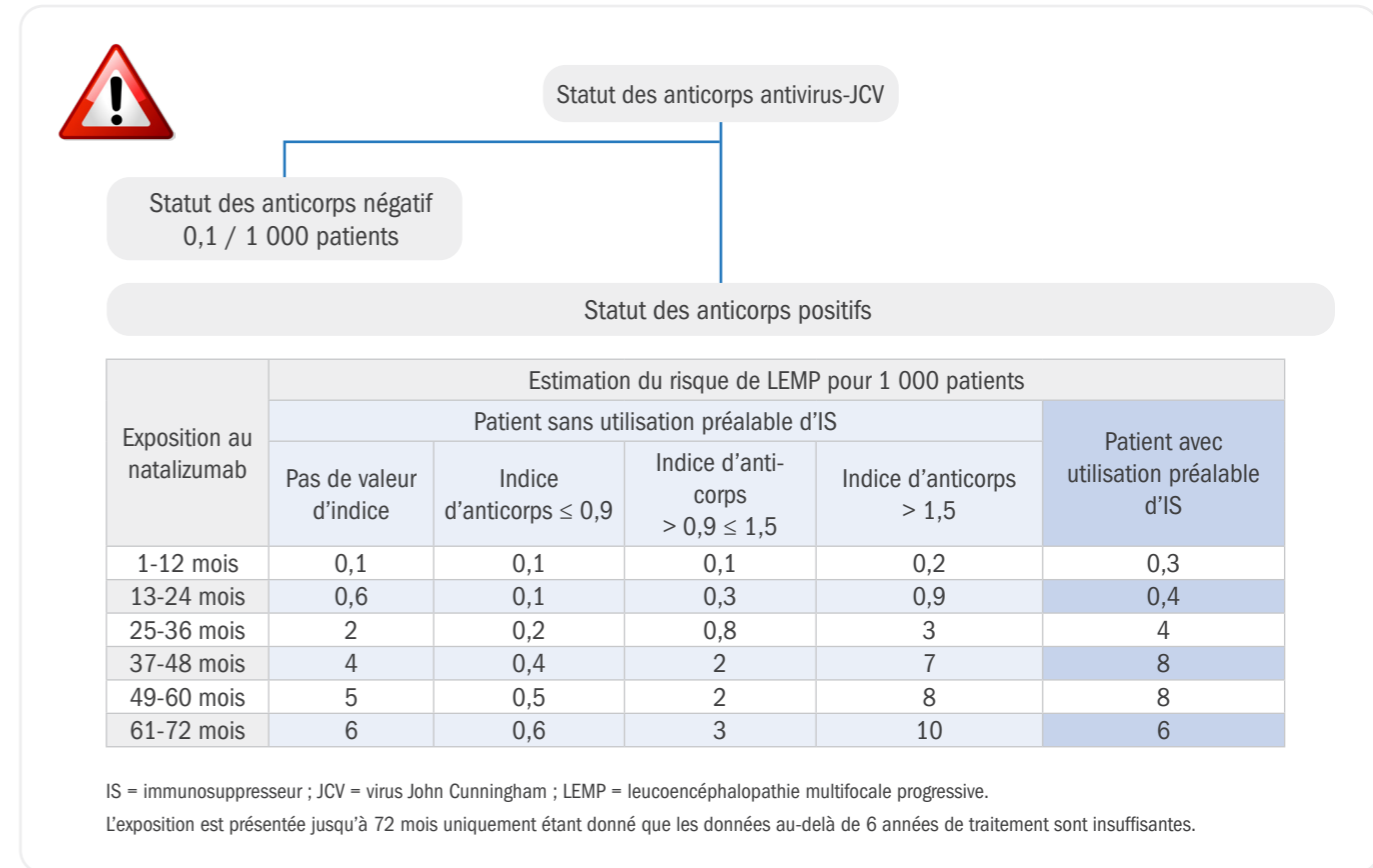 Statut des anticorps antivirus-JCV
Statut des anticorps négatif
0,1 / 1 000 patients
Statut des anticorps positifs
Exposition au
natalizumab
Estimation du risque de LEMP pour 1 000 patients
Patient sans utilisation préalable d’IS
Patient avec
utilisation préalable
d’IS
Pas de valeur
d’indice
Indice
d’anticorps ≤ 0,9
Indice d’anti-
corps
> 0,9 ≤ 1,5
Indice d’anticorps
> 1,5
1-12 mois 0,1 0,1 0,1 0,2 0,3
13-24 mois 0,6 0,1 0,3 0,9 0,4
25-36 mois 2 0,2 0,8 3 4
37-48 mois 4 0,4 2 7 8
49-60 mois 5 0,5 2 8 8
61-72 mois 6 0,6 3 10 6
IS = immunosuppresseur ; JCV = virus John Cunningham ; LEMP = leucoencéphalopathie multifocale progressive.
L’exposition est présentée jusqu’à 72 mois uniquement étant donné que les données au-delà de 6 années de traitement sont insuffisantes.